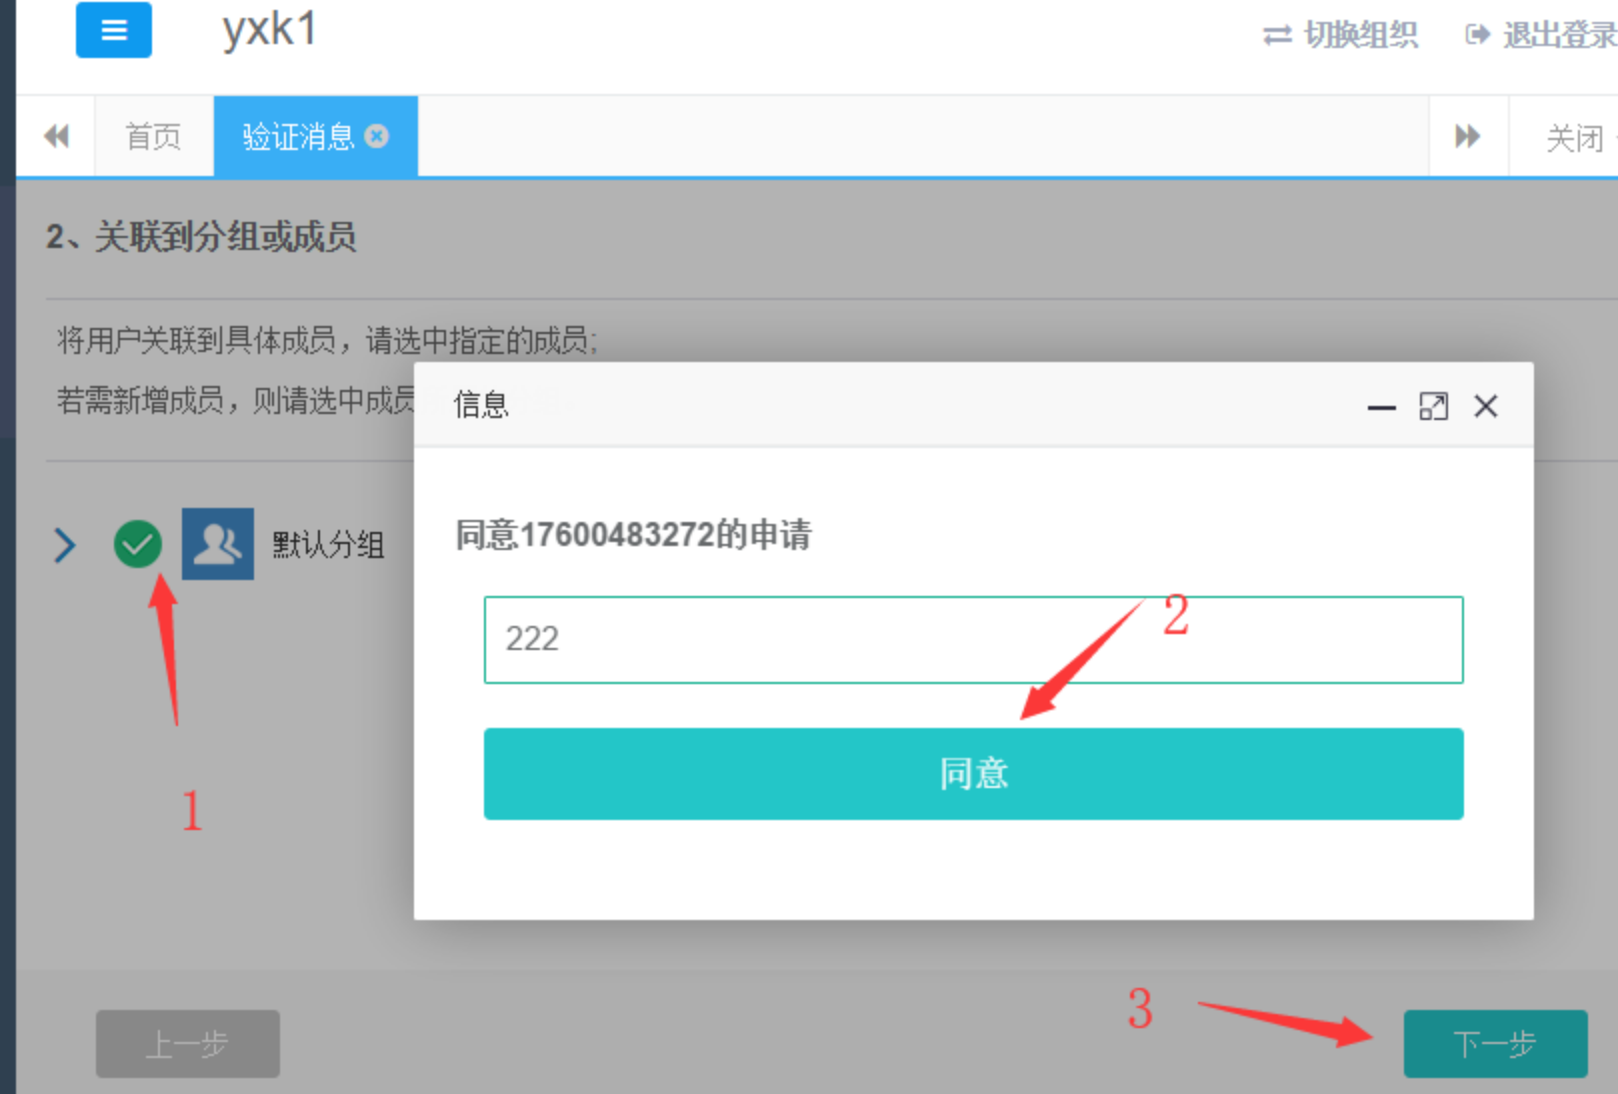 yxk1
切换组织
退出登录
首页
验证消息
关闭
2、关联到分组或成员
将用户关联到具体成员，请选中指定的成员;
若需新增成员，则请选中成员
信息
同意17600483272的申请
默认分组
222
2
同意
1
3
上一步
下一步